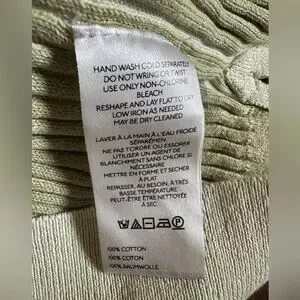 HAND WASH COLD SEPARATELY
DO NOT WRING OR TWIST
USE ONLY NON-CHLORINE
BLEACH
RESHAPE AND LAY FLAT TO DRY
LOW IRON AS NEEDED
MAY BE DRY CLEANED
LAVER À LA MAIN À L'EAU FROIDE
SÉPARÉMEN
NE PAS TORDRE OU ESSORER
UTILISER UN AGENT DE
BLANCHIMENT SANS CHLORE SI
NÉCESSAIRE
METTRE EN FORME ET SÉCHER
À PLAT
REPASSER, AU BESOIN, À TRÈS
BASSE TEMPÉRATURE
PEUT-ÊTRE ÊTRE NETTOYÉ
À SEC
100% COTTON
100% COTON
100% BAUMWOLLE